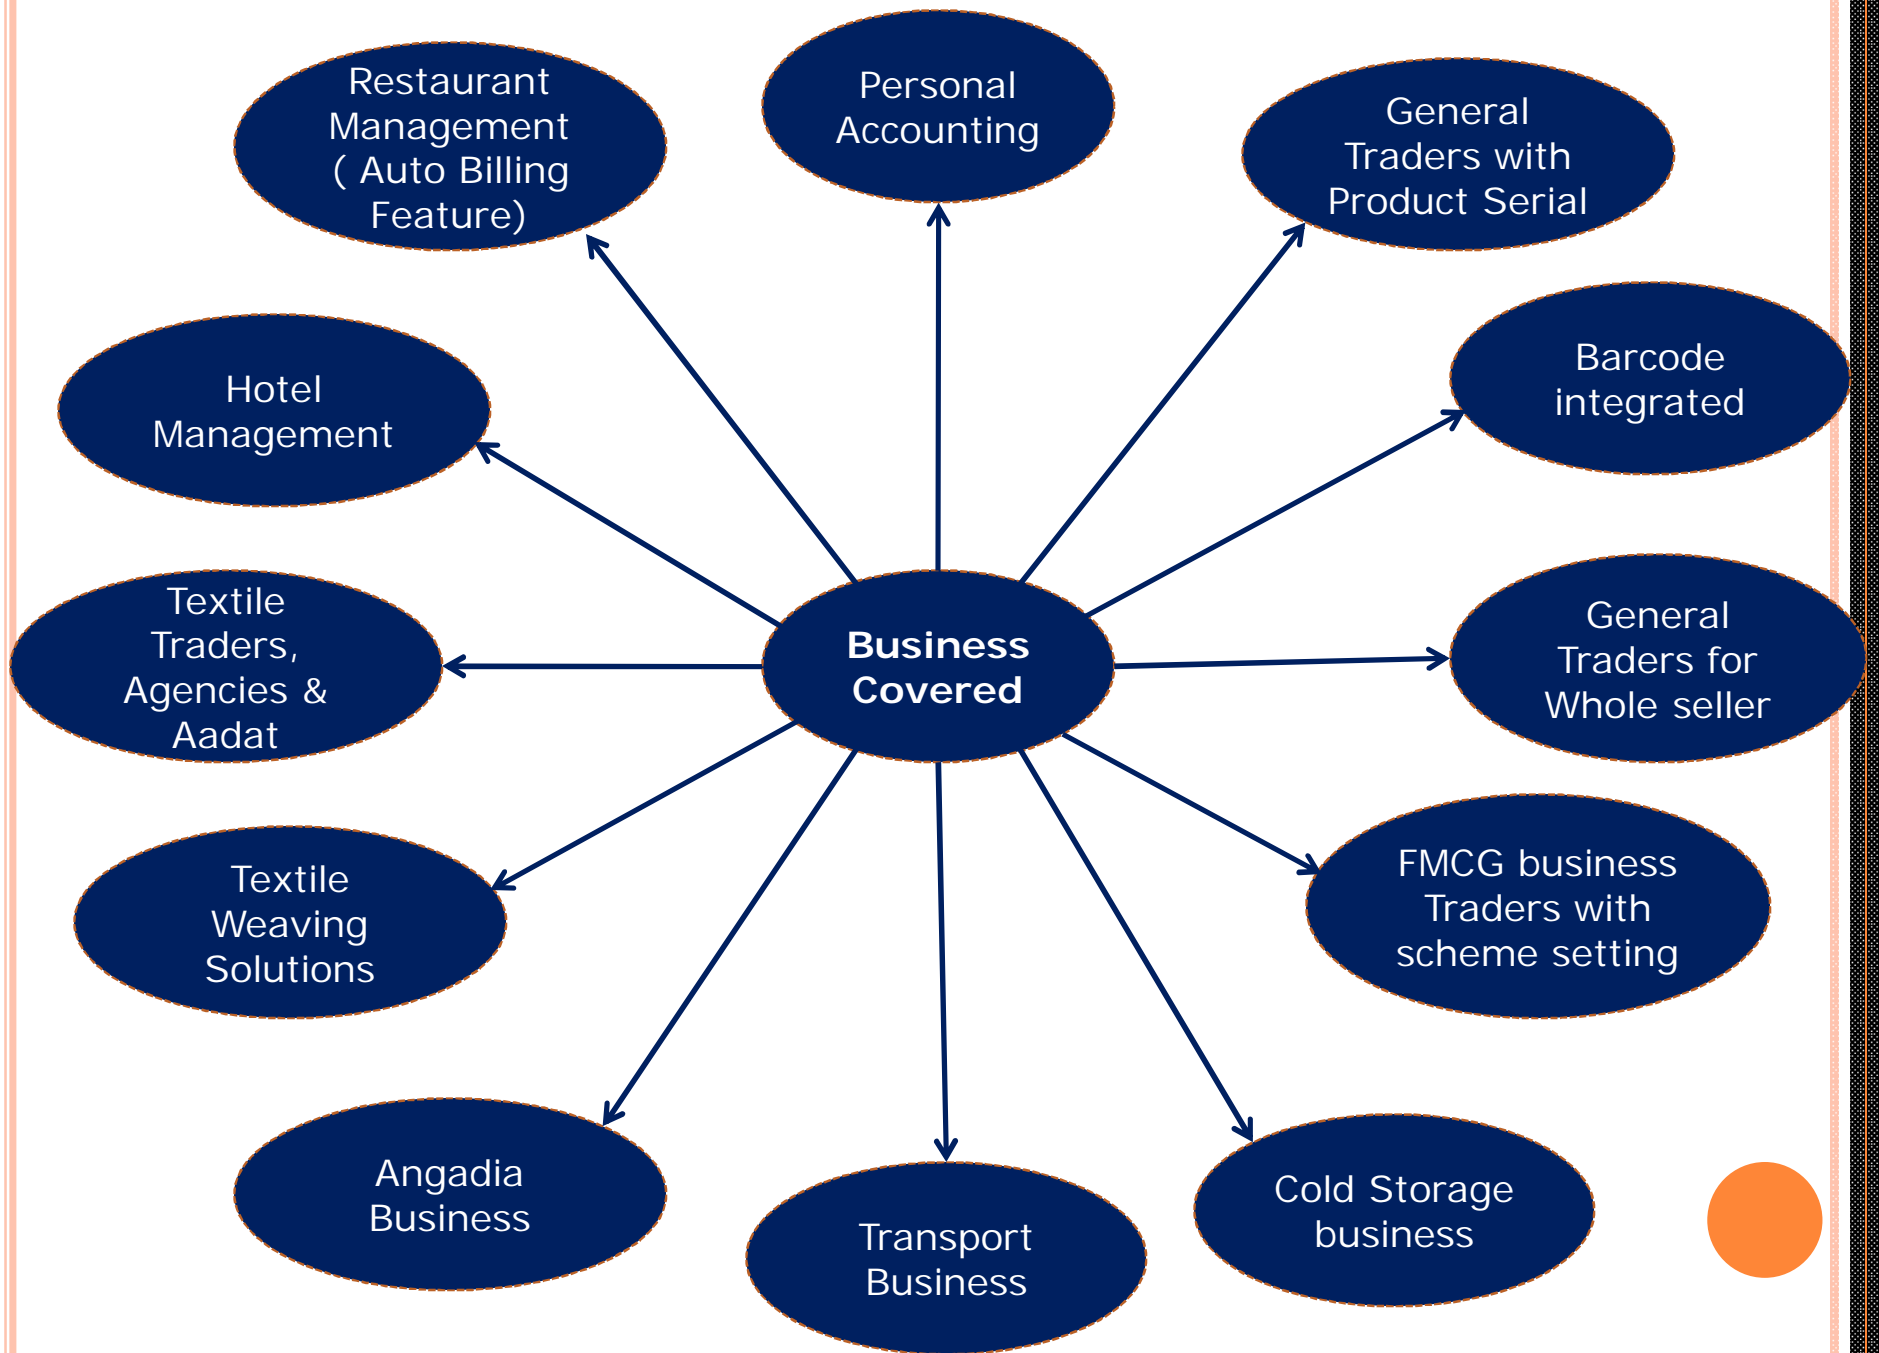 Restaurant
Management
( Auto Billing
Feature)
Personal
Accounting
General
Traders with
Product Serial
Hotel
Management
Barcode
integrated
Textile
Traders,
Agencies &
Aadat
Business
Covered
General
Traders for
Whole seller
Textile
Weaving
Solutions
FMCG business
Traders with
scheme setting
Angadia
Business
Transport
Business
Cold Storage
business